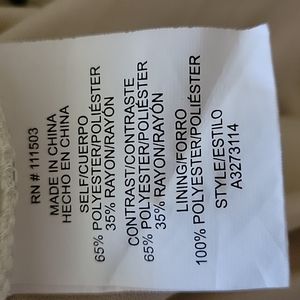 RN # 111503
MADE IN CHINA
HECHO EN CHINA
SELF/CUERPO
65% POLYESTER/POLIÉSTER
35% RAYON/RAYÓN
CONTRAST/CONTRASTE
65% POLYESTER/POLIÉSTER
35% RAYON/RAYÓN
LINING/FORRO
100% POLYESTER/POLIÉSTER
STYLE/ESTILO
A3273114